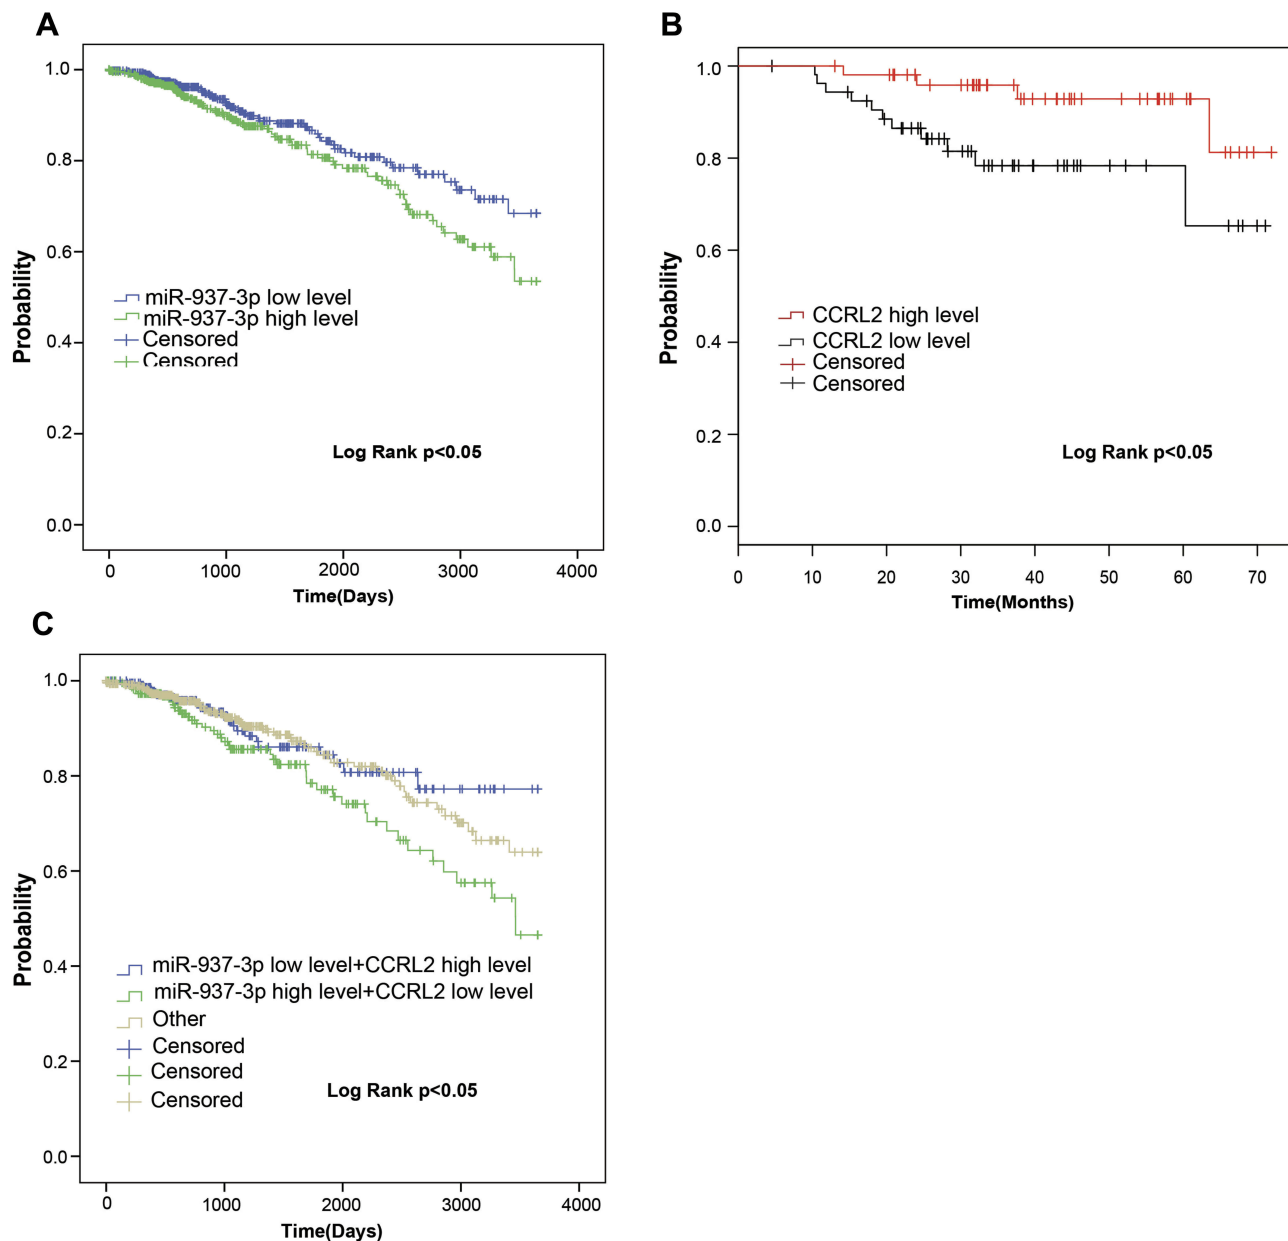 A
1.0
0.8
0.6
0.4
0.2
0.0
Probability
miR-937-3p low level
miR-937-3p high level
Censored
Censored
Log Rank p<0.05
0 1000 2000 3000 4000
Time(Days)
B
1.0
0.8
0.6
0.4
0.2
0.0
Probability
CCRL2 high level
CCRL2 low level
Censored
Censored
Log Rank p<0.05
0 10 20 30 40 50 60 70
Time(Months)
C
1.0
0.8
0.6
0.4
0.2
0.0
Probability
miR-937-3p low level+CCRL2 high level
miR-937-3p high level+CCRL2 low level
Other
Censored
Censored
Censored
Log Rank p<0.05
0 1000 2000 3000 4000
Time(Days)